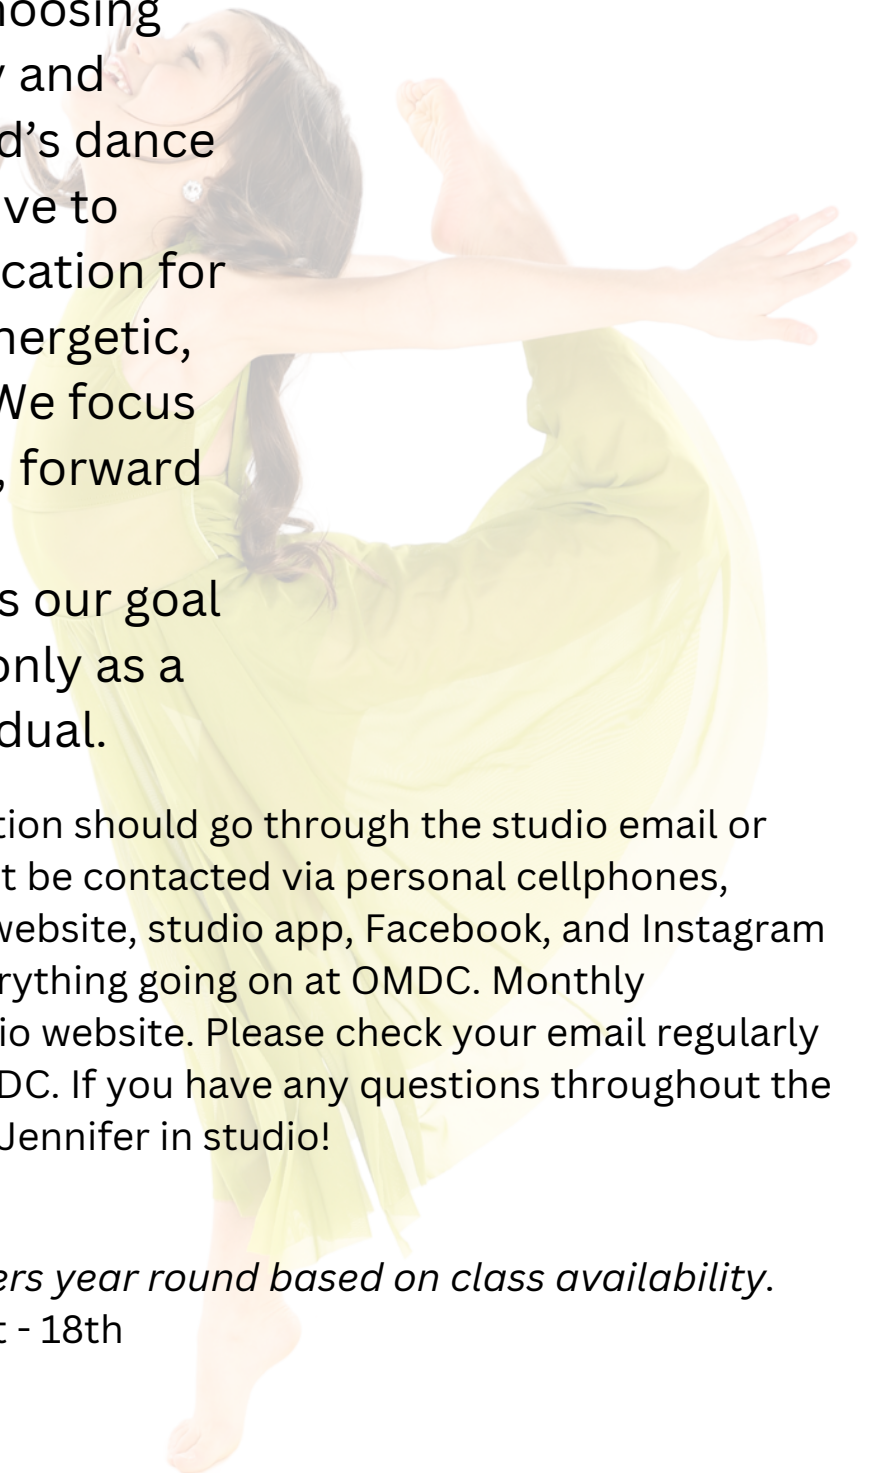 hoosing
y and
d's dance
ve to
cation for
nergetic,
We focus
, forward
s our goal
only as a
dual.
tion should go through the studio email or
t be contacted via personal cellphones,
website, studio app, Facebook, and Instagram
rything going on at OMDC. Monthly
io website. Please check your email regularly
DC. If you have any questions throughout the
Jennifer in studio!
ers year round based on class availability.
t - 18th